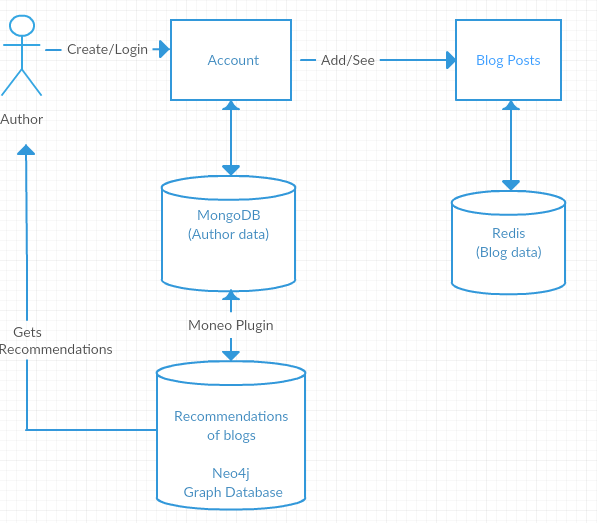 Create/Login
Account
Add/See
Blog Posts
Author
MongoDB
(Author data)
Redis
(Blog data)
Moneo Plugin
Gets
Recommendations
Recommendations
of blogs
Neo4j
Graph Database